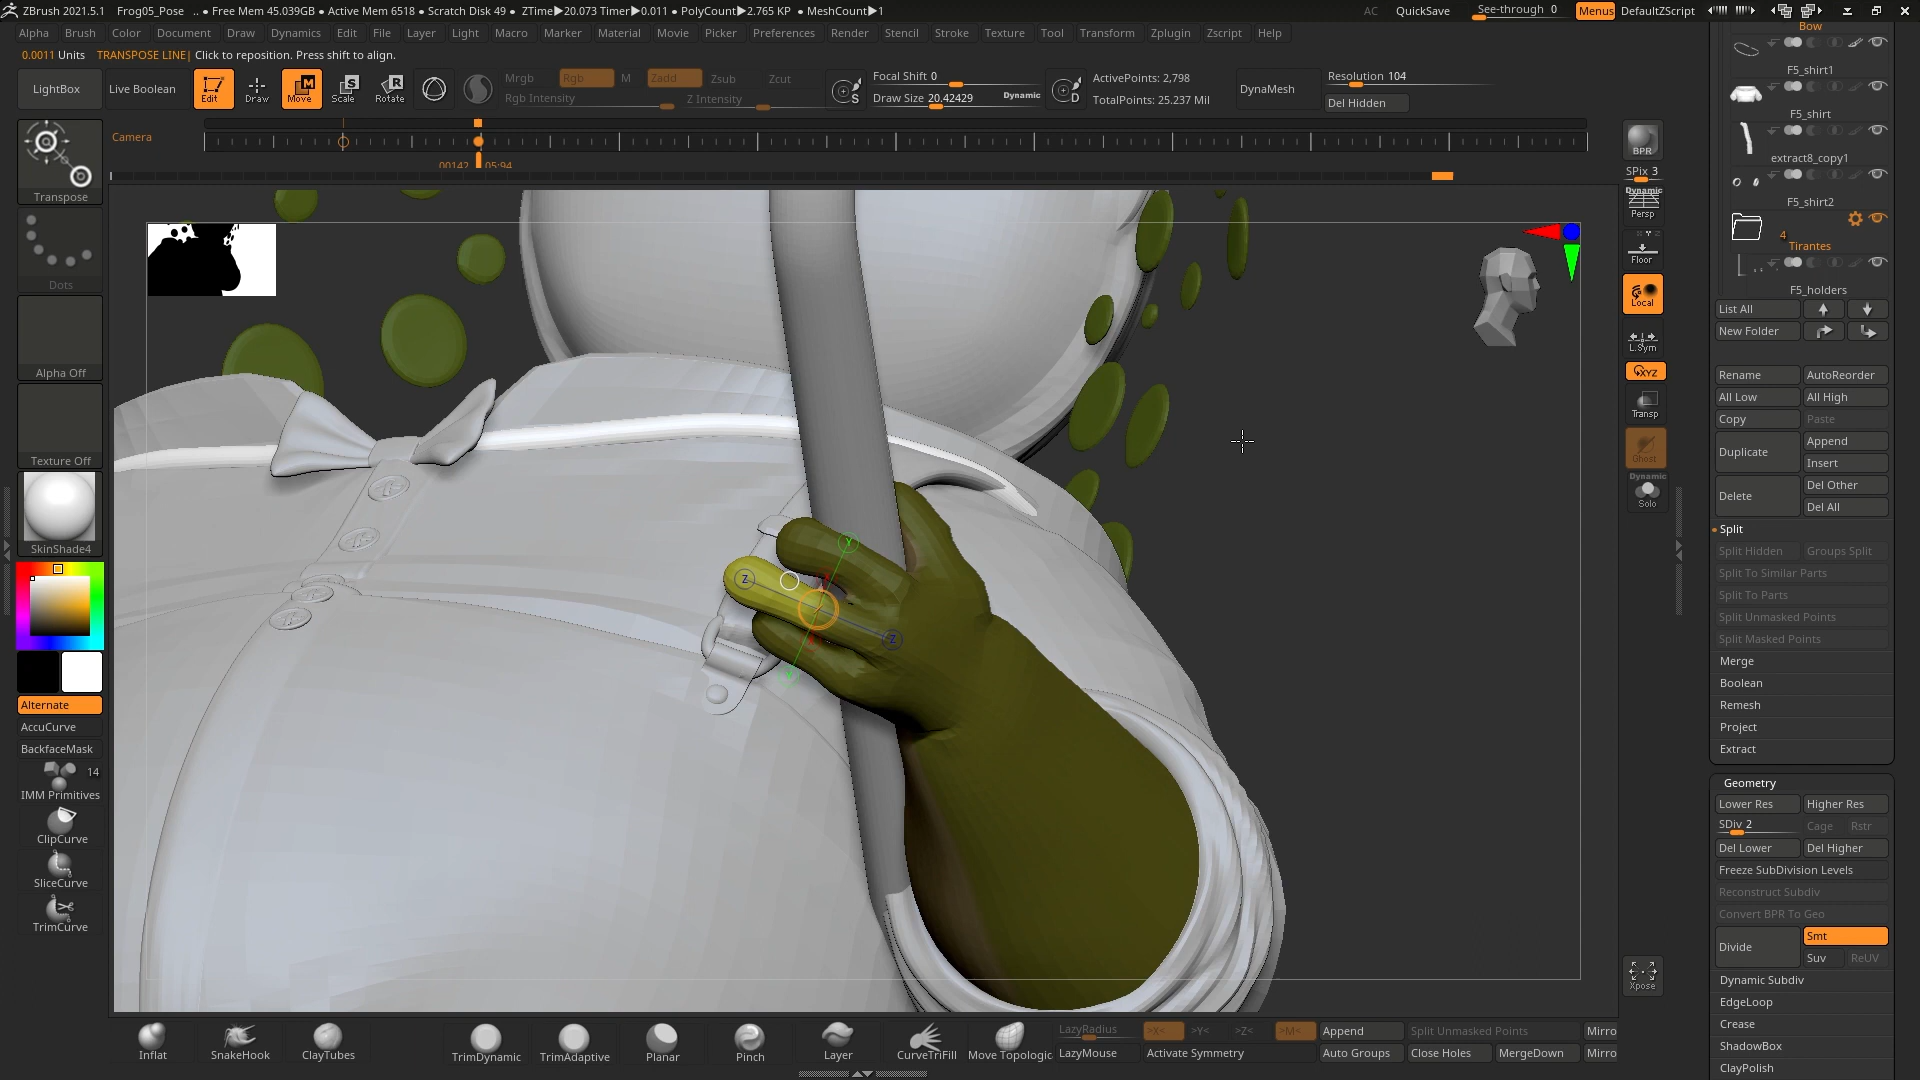 ZBrush 2021.5.1 Frog05_Pose .. • Free Mem 45.039GB • Active Mem 6518 • Scratch Disk 49 • ZTime▶20.073 Timer▶0.011 • PolyCount▶2.765 KP • MeshCount▶1 AC QuickSave See-through 0 Menus DefaultZScript
Alpha Brush Color Document Draw Dynamics Edit File Layer Light Macro Marker Material Movie Picker Preferences Render Stencil Stroke Texture Tool Transform Zplugin Zscript Help
0.0011 Units TRANSPOSE LINE| Click to reposition. Press shift to align.
LightBox
Live Boolean
Edit
Draw
Move
Scale
Rotate
Mrgb Rgb M Zadd Zsub Zcut
Rgb Intensity Z Intensity
Focal Shift 0
Draw Size 20.42429 Dynamic
ActivePoints: 2,798
TotalPoints: 25.237 Mil
DynaMesh
Resolution 104
Del Hidden
Camera
00142 05:94
Transpose
Dots
Alpha Off
Texture Off
SkinShade4
Alternate
AccuCurve
BackfaceMask
14
IMM Primitives
ClipCurve
SliceCurve
TrimCurve
Y
Z
Z
Y
BPR
SPix 3
Dynamic
Persp
Floor
Local
L.Sym
XYZ
Transp
Ghost
Dynamic
Solo
Xpose
Bow
F5_shirt1
F5_shirt
extract8_copy1
F5_shirt2
4
Tirantes
F5_holders
List All
New Folder
Rename AutoReorder
All Low All High
Copy Paste
Duplicate Append
Insert
Delete Del Other
Del All
Split
Split Hidden Groups Split
Split To Similar Parts
Split To Parts
Split Unmasked Points
Split Masked Points
Merge
Boolean
Remesh
Project
Extract
Geometry
Lower Res Higher Res
SDiv 2 Cage Rstr
Del Lower Del Higher
Freeze SubDivision Levels
Reconstruct Subdiv
Convert BPR To Geo
Divide Smt
Suv ReUV
Dynamic Subdiv
EdgeLoop
Crease
ShadowBox
ClayPolish
Inflat
SnakeHook
ClayTubes
TrimDynamic
TrimAdaptive
Planar
Pinch
Layer
CurveTriFill
Move Topologic
LazyRadius >X< >Y< >Z< >M< Append Split Unmasked Points Mirro
LazyMouse Activate Symmetry Auto Groups Close Holes MergeDown Mirro